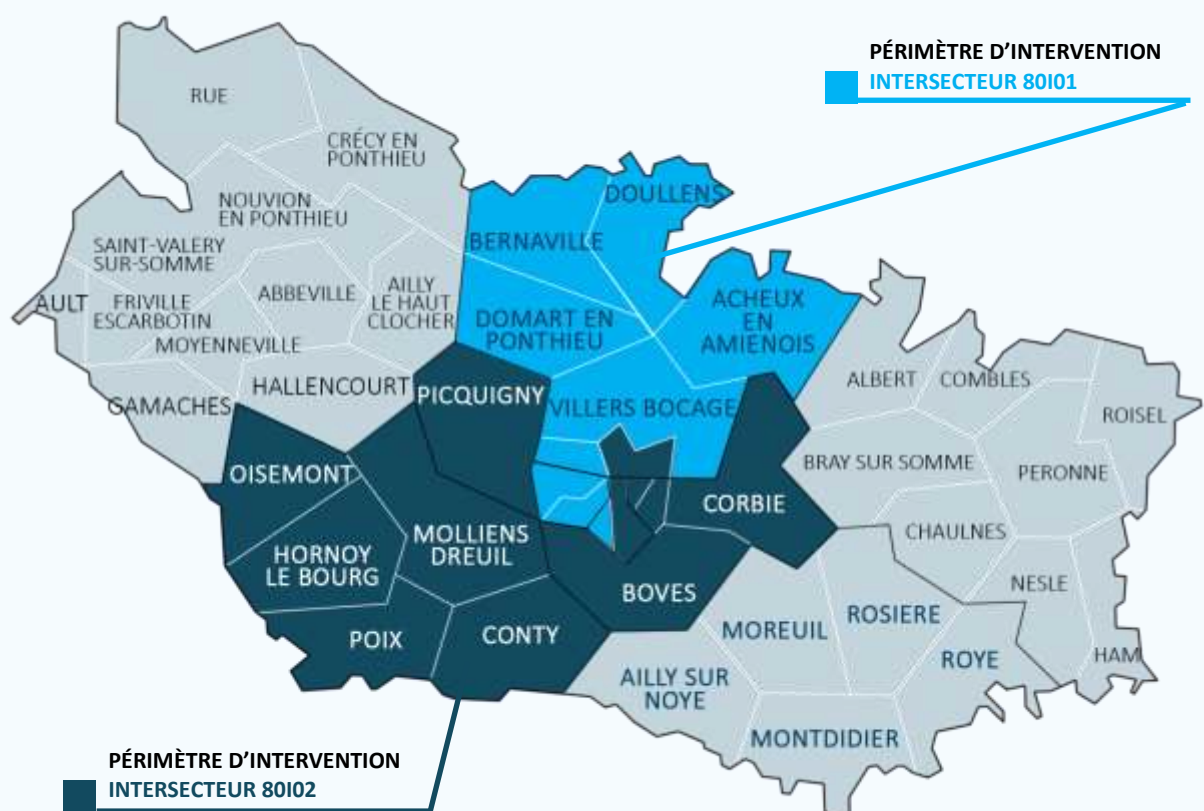 PÉRIMÈTRE D'INTERVENTION
INTERSECTEUR 80I01
RUE
CRÉCY EN
PONTHIEU
DOULLENS
NOUVION
EN PONTHIEU
BERNAVILLE
SAINT-VALERY
SUR-SOMME
AULT
FRIVILLE
ESCARBOTIN
ABBEVILLE
AILLY
LE HAUT
CLOCHER
DOMART EN
PONTHIEU
ACHEUX
EN
AMIENOIS
MOYENNEVILLE
HALLENCOURT
GAMACHES
PICQUIGNY
VILLERS BOCAGE
ALBERT
COMBLES
ROISEL
OISEMONT
BRAY SUR SOMME
PERONNE
CORBIE
MOLLIENS
DREUIL
HORNOY
LE BOURG
CHAULNES
BOVES
NESLE
POIX
CONTY
MOREUIL
ROSIERE
ROYE
HAM
AILLY SUR
NOYE
MONTDIDIER
PÉRIMÈTRE D'INTERVENTION
INTERSECTEUR 80I02